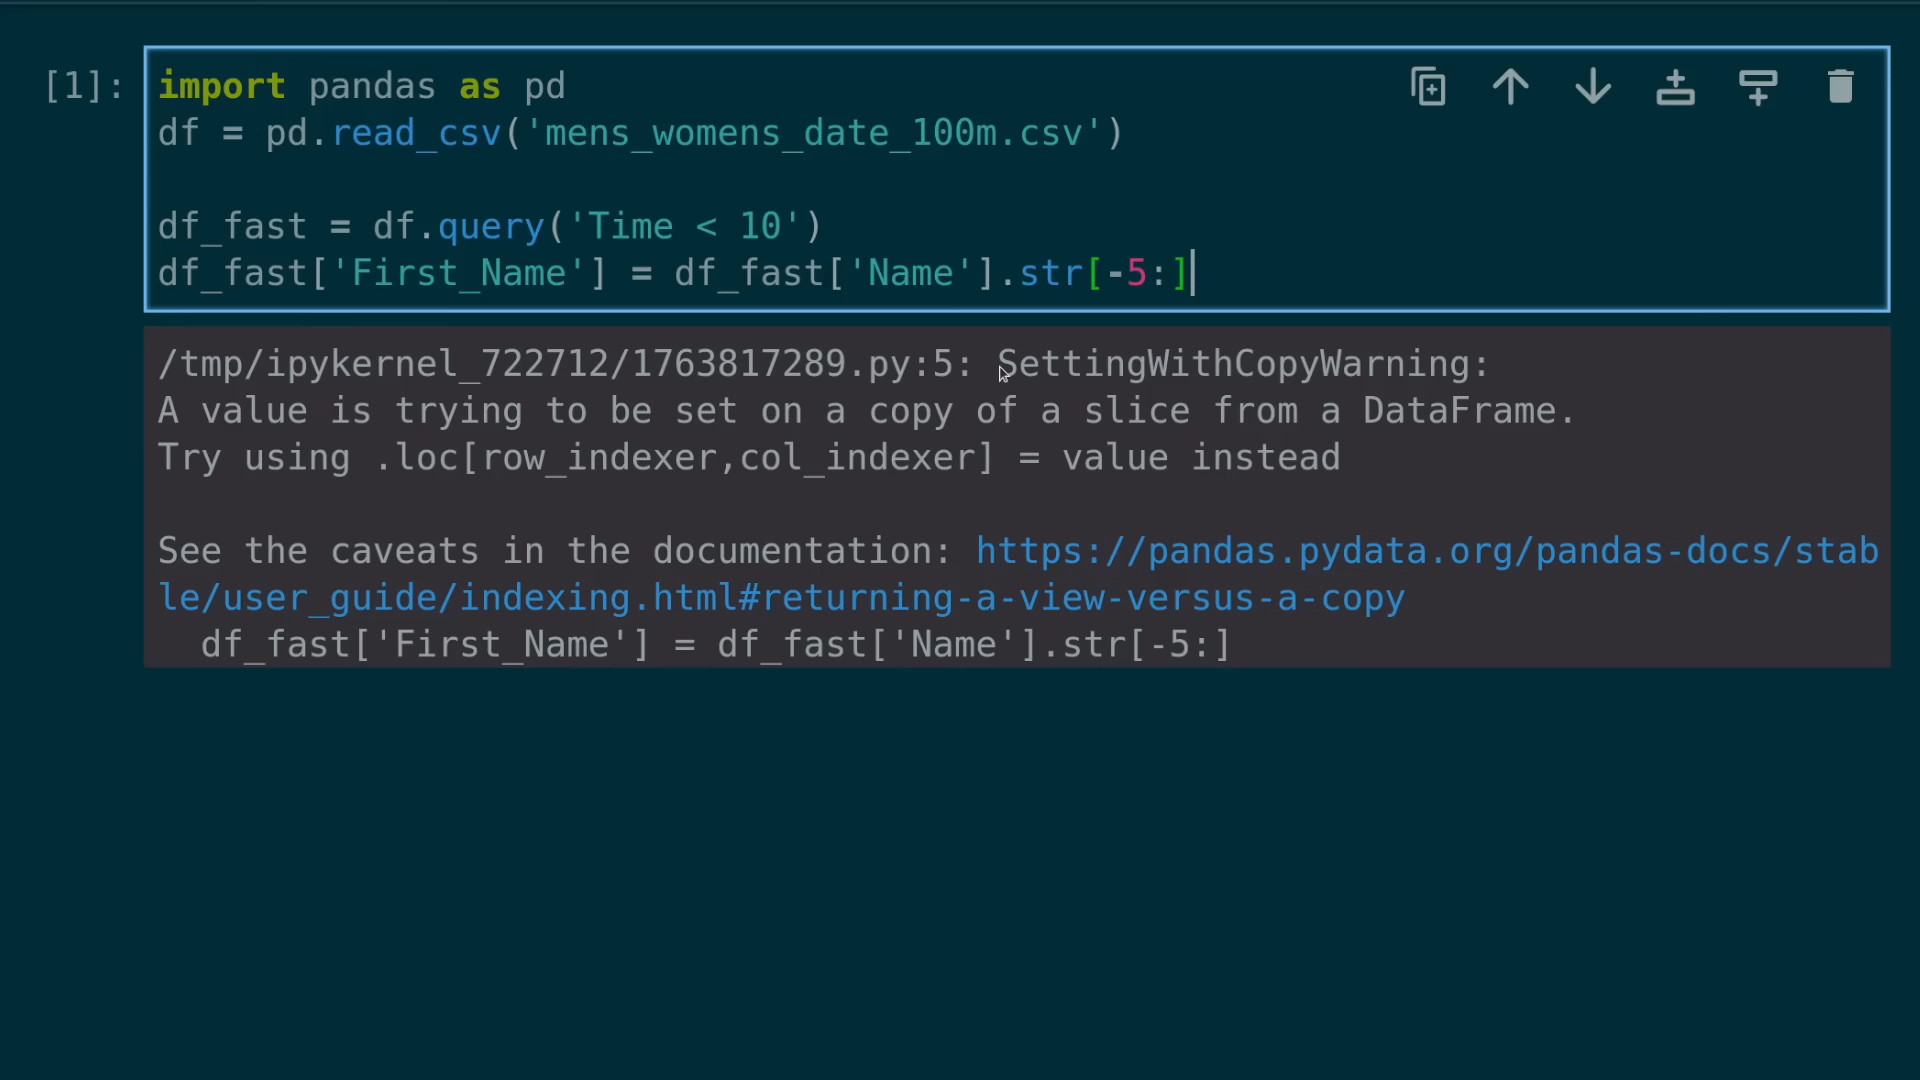 [1]: import pandas as pd
df = pd.read_csv('mens_womens_date_100m.csv')
df_fast = df.query('Time < 10')
df_fast['First_Name'] = df_fast['Name'].str[-5:]
/tmp/ipykernel_722712/1763817289.py:5: SettingWithCopyWarning:
A value is trying to be set on a copy of a slice from a DataFrame.
Try using .loc[row_indexer,col_indexer] = value instead
See the caveats in the documentation: https://pandas.pydata.org/pandas-docs/stab
le/user_guide/indexing.html#returning-a-view-versus-a-copy
  df_fast['First_Name'] = df_fast['Name'].str[-5:]